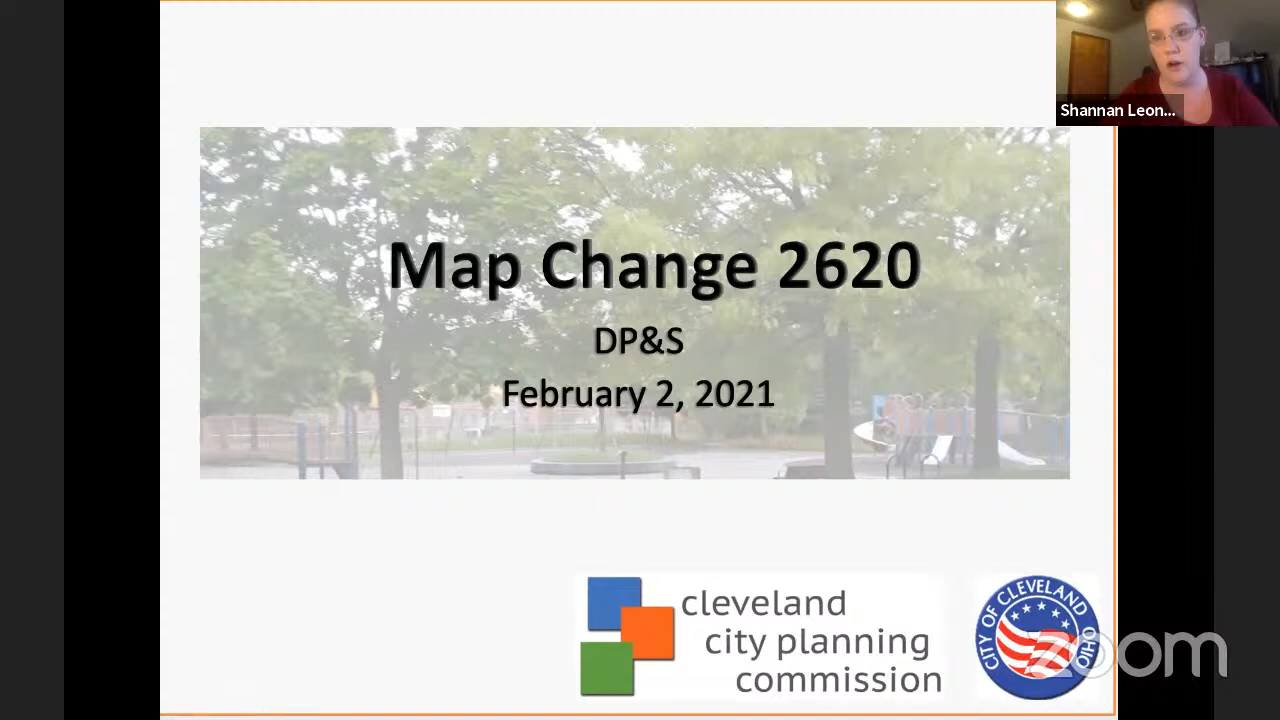 Shannan Leon...
Map Change 2620
DP&S
February 2, 2021
cleveland
city planning
commission
CITY OF CLEVELAND OHIO
zoom